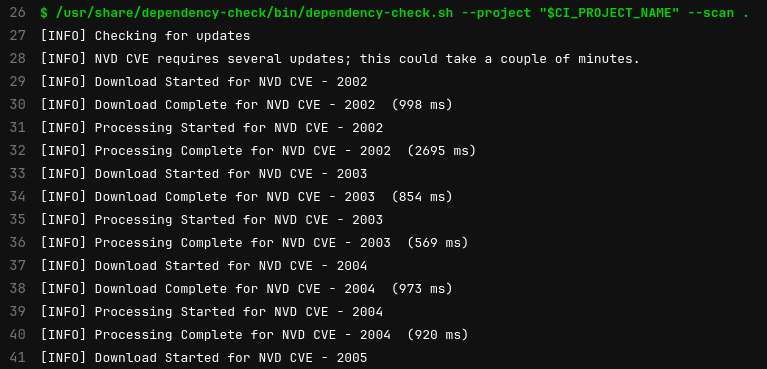 26 $ /usr/share/dependency-check/bin/dependency-check.sh --project "$CI_PROJECT_NAME" --scan .
27 [INFO] Checking for updates
28 [INFO] NVD CVE requires several updates; this could take a couple of minutes.
29 [INFO] Download Started for NVD CVE - 2002
30 [INFO] Download Complete for NVD CVE - 2002  (998 ms)
31 [INFO] Processing Started for NVD CVE - 2002
32 [INFO] Processing Complete for NVD CVE - 2002  (2695 ms)
33 [INFO] Download Started for NVD CVE - 2003
34 [INFO] Download Complete for NVD CVE - 2003  (854 ms)
35 [INFO] Processing Started for NVD CVE - 2003
36 [INFO] Processing Complete for NVD CVE - 2003  (569 ms)
37 [INFO] Download Started for NVD CVE - 2004
38 [INFO] Download Complete for NVD CVE - 2004  (973 ms)
39 [INFO] Processing Started for NVD CVE - 2004
40 [INFO] Processing Complete for NVD CVE - 2004  (920 ms)
41 [INFO] Download Started for NVD CVE - 2005